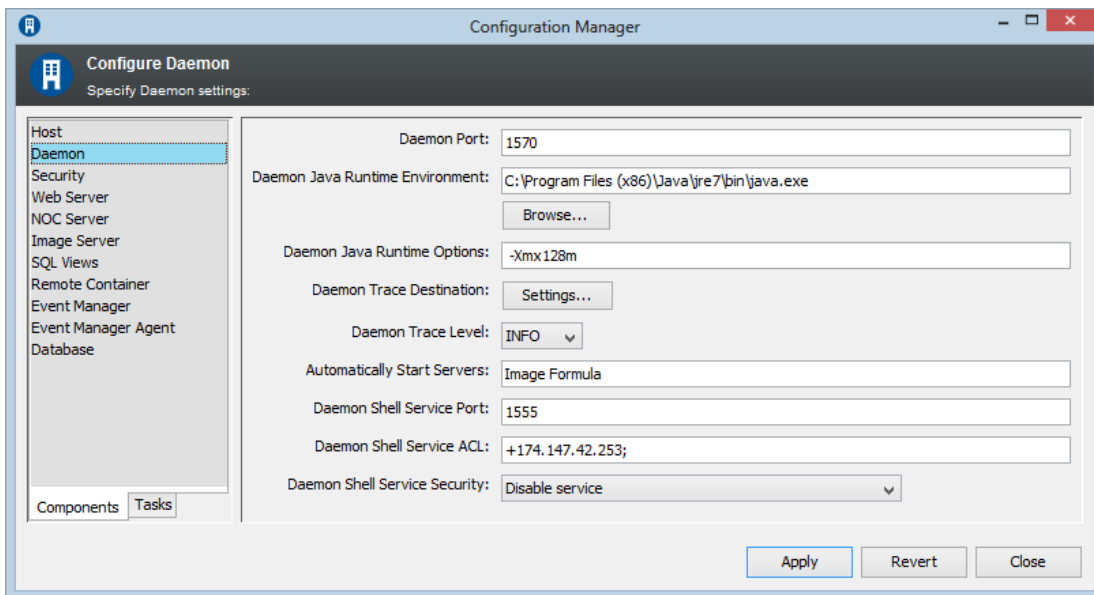 Configuration Manager
Configure Daemon
Specify Daemon settings:
Host
Daemon
Security
Web Server
NOC Server
Image Server
SQL Views
Remote Container
Event Manager
Event Manager Agent
Database
Components Tasks
Daemon Port: 1570
Daemon Java Runtime Environment: C:\Program Files (x86)\Java\jre7\bin\java.exe
Browse...
Daemon Java Runtime Options: -Xmx128m
Daemon Trace Destination: Settings...
Daemon Trace Level: INFO
Automatically Start Servers: Image Formula
Daemon Shell Service Port: 1555
Daemon Shell Service ACL: +174.147.42.253;
Daemon Shell Service Security: Disable service
Apply Revert Close